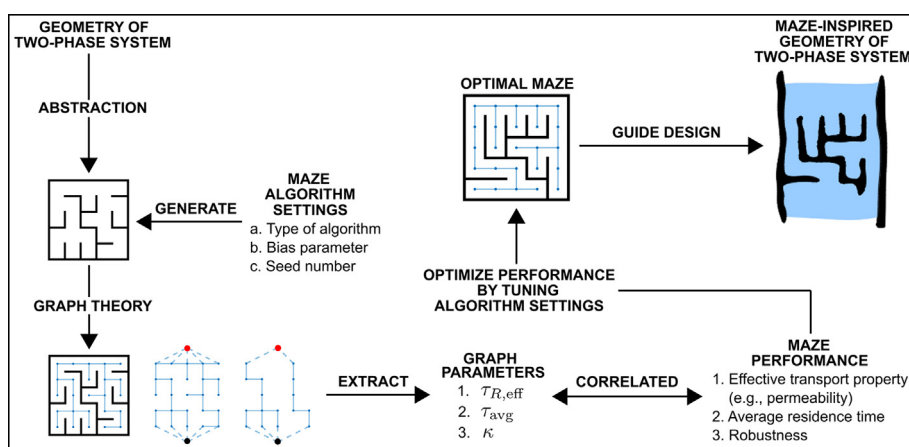 GEOMETRY OF
TWO-PHASE SYSTEM
ABSTRACTION
GENERATE
MAZE
ALGORITHM
SETTINGS
a. Type of algorithm
b. Bias parameter
c. Seed number
GRAPH THEORY
EXTRACT
GRAPH
PARAMETERS
1. τ_{R,eff}
2. τ_{avg}
3. κ
CORRELATED
MAZE
PERFORMANCE
1. Effective transport property
(e.g., permeability)
2. Average residence time
3. Robustness
OPTIMIZE PERFORMANCE
BY TUNING
ALGORITHM SETTINGS
OPTIMAL MAZE
GUIDE DESIGN
MAZE-INSPIRED
GEOMETRY OF
TWO-PHASE SYSTEM